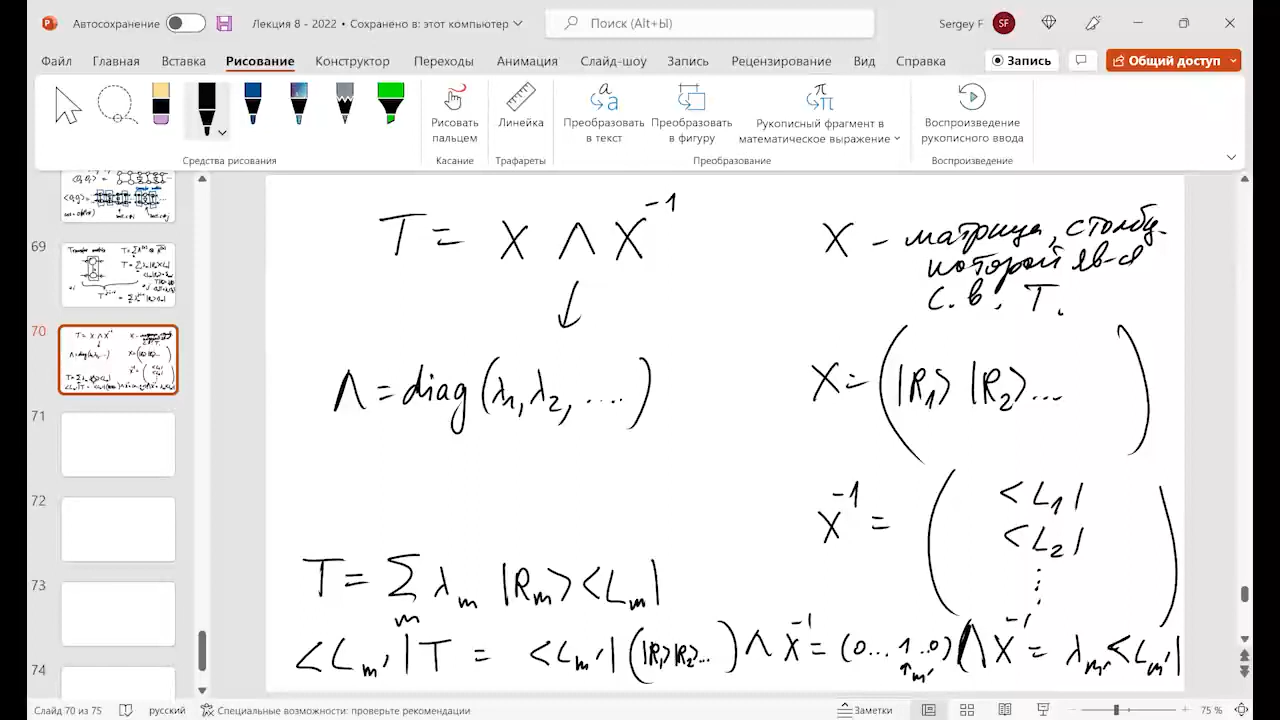 Автосохранение
Лекция 8 - 2022 • Сохранено в: этот компьютер
Поиск (Alt+Ы)
Sergey F
SF
Файл Главная Вставка Рисование Конструктор Переходы Анимация Слайд-шоу Запись Рецензирование Вид Справка
Запись
Общий доступ
Рисовать пальцем
Линейка
Преобразовать в текст
Преобразовать в фигуру
Рукописный фрагмент в математическое выражение
Воспроизведение рукописного ввода
Средства рисования
Касание
Трафареты
Преобразование
Воспроизведение
69
70
71
72
73
74
T = X Λ X⁻¹
X - матрица, столбц.
которой яв-я
с.в. T.
↓
Λ = diag(λ₁, λ₂, ....)
X = (|R₁> |R₂> ... )
X⁻¹ = ( <L₁|
<L₂|
⋮ )
T = Σₘ λₘ |Rₘ> <Lₘ|
<Lₘ'| T = <Lₘ'| (|R₁>|R₂>...) Λ X⁻¹ = (0...1..0) Λ X⁻¹ = λₘ' <Lₘ'|
↑m'
Слайд 70 из 75
русский
Специальные возможности: проверьте рекомендации
Заметки
75 %